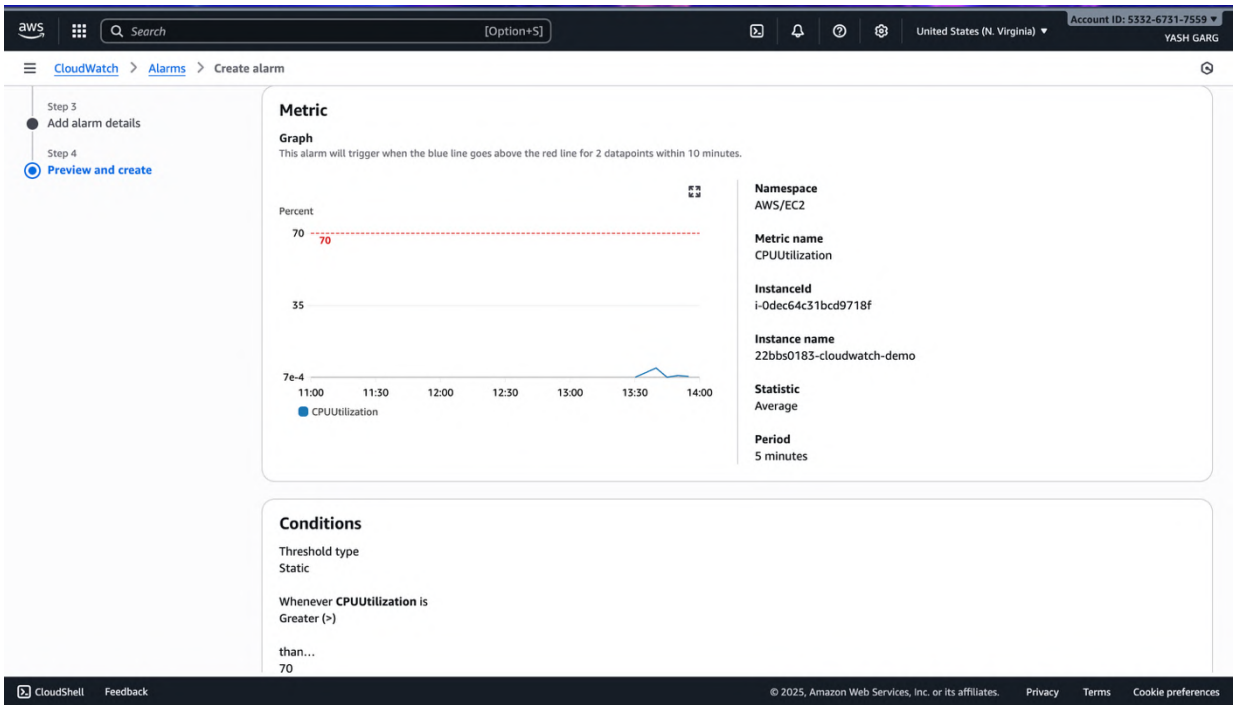 aws
Search
[Option+S]
United States (N. Virginia) ▼
Account ID: 5332-6731-7559 ▼
YASH GARG
CloudWatch > Alarms > Create alarm
Step 3
Add alarm details
Step 4
Preview and create
Metric
Graph
This alarm will trigger when the blue line goes above the red line for 2 datapoints within 10 minutes.
Percent
70
70
35
7e-4
11:00 11:30 12:00 12:30 13:00 13:30 14:00
CPUUtilization
Namespace
AWS/EC2
Metric name
CPUUtilization
InstanceId
i-0dec64c31bcd9718f
Instance name
22bbs0183-cloudwatch-demo
Statistic
Average
Period
5 minutes
Conditions
Threshold type
Static
Whenever CPUUtilization is
Greater (>)
than...
70
CloudShell Feedback
© 2025, Amazon Web Services, Inc. or its affiliates. Privacy Terms Cookie preferences